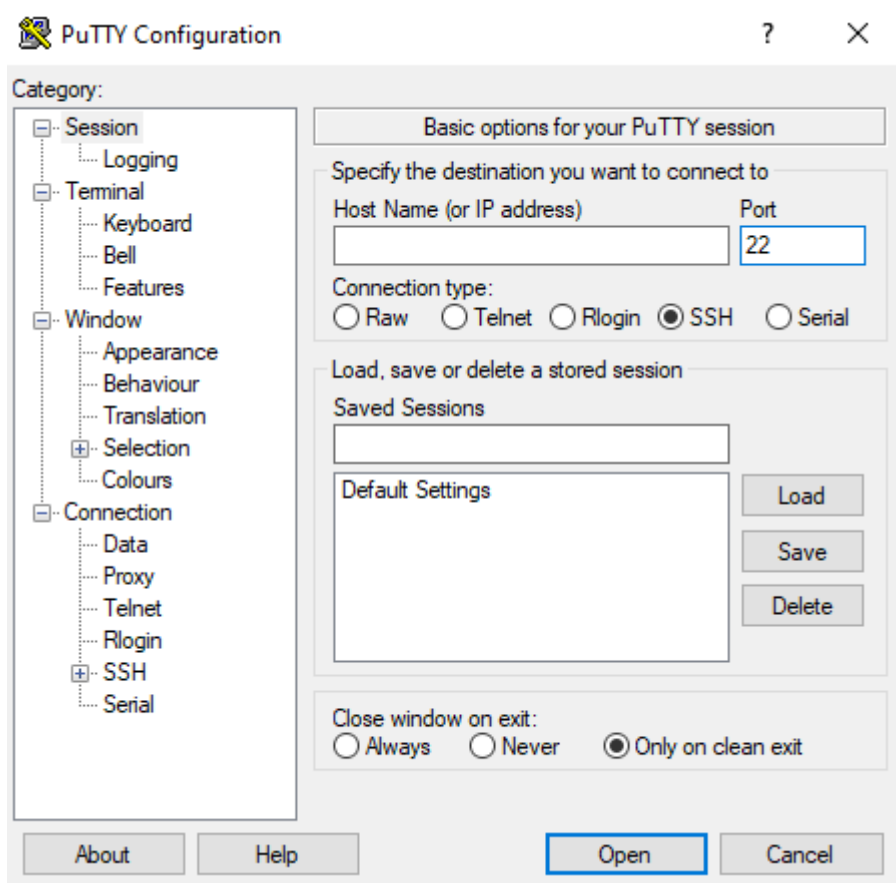 PuTTY Configuration
?
Category:
Session
Logging
Terminal
Keyboard
Bell
Features
Window
Appearance
Behaviour
Translation
Selection
Colours
Connection
Data
Proxy
Telnet
Rlogin
SSH
Serial
Basic options for your PuTTY session
Specify the destination you want to connect to
Host Name (or IP address) Port
22
Connection type:
Raw Telnet Rlogin SSH Serial
Load, save or delete a stored session
Saved Sessions
Default Settings
Load
Save
Delete
Close window on exit:
Always Never Only on clean exit
About Help Open Cancel